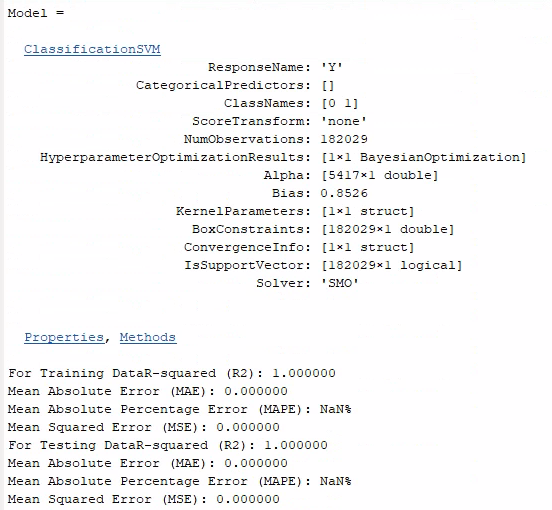 Model =
ClassificationSVM
ResponseName: 'Y'
CategoricalPredictors: []
ClassNames: [0 1]
ScoreTransform: 'none'
NumObservations: 182029
HyperparameterOptimizationResults: [1×1 BayesianOptimization]
Alpha: [5417×1 double]
Bias: 0.8526
KernelParameters: [1×1 struct]
BoxConstraints: [182029×1 double]
ConvergenceInfo: [1×1 struct]
IsSupportVector: [182029×1 logical]
Solver: 'SMO'
Properties, Methods
For Training DataR-squared (R2): 1.000000
Mean Absolute Error (MAE): 0.000000
Mean Absolute Percentage Error (MAPE): NaN%
Mean Squared Error (MSE): 0.000000
For Testing DataR-squared (R2): 1.000000
Mean Absolute Error (MAE): 0.000000
Mean Absolute Percentage Error (MAPE): NaN%
Mean Squared Error (MSE): 0.000000